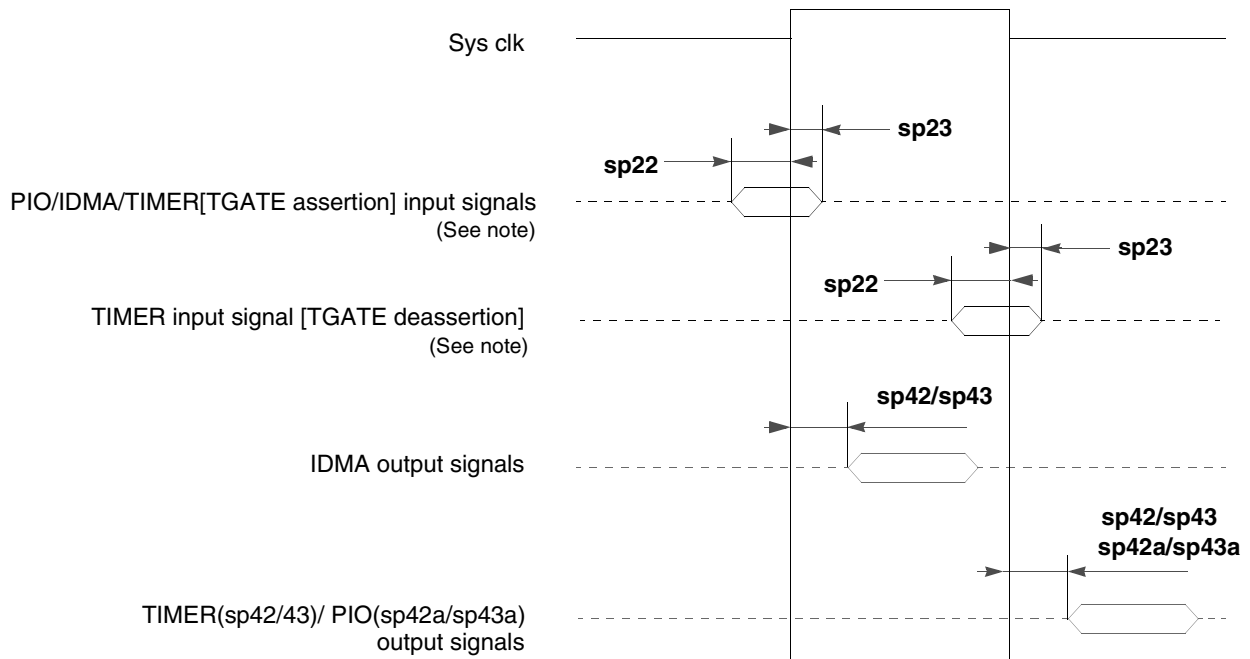 Sys clk
sp23
sp22
PIO/IDMA/TIMER[TGATE assertion] input signals
(See note)
sp23
sp22
TIMER input signal [TGATE deassertion]
(See note)
sp42/sp43
IDMA output signals
sp42/sp43
sp42a/sp43a
TIMER(sp42/43)/ PIO(sp42a/sp43a)
output signals